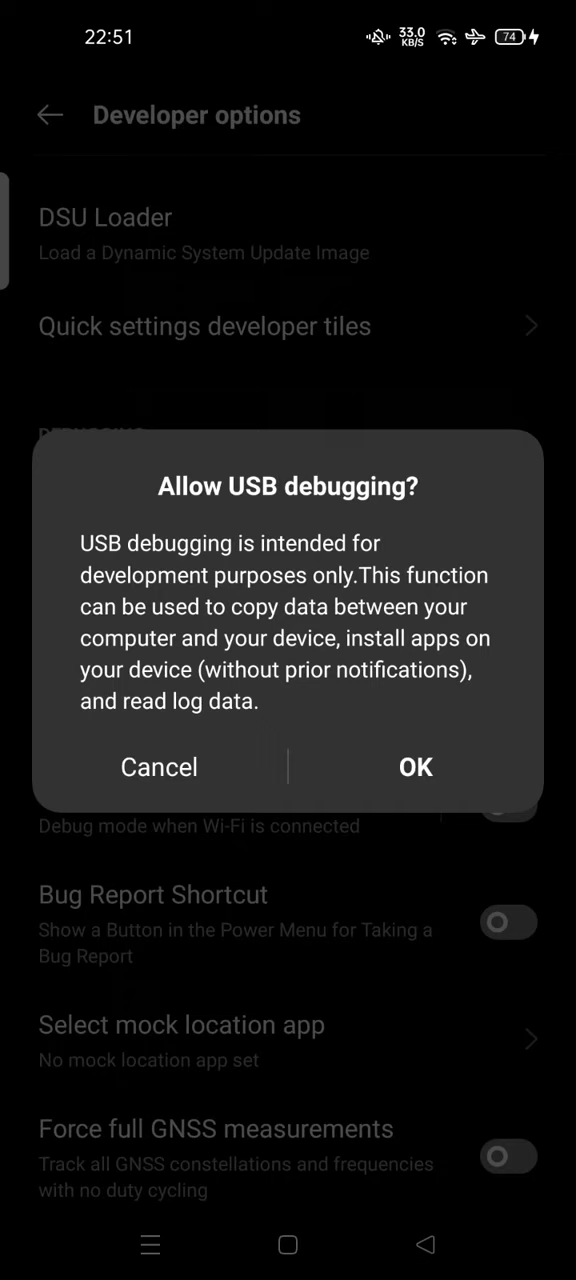 22:51
33.0
KB/S
74
Developer options
DSU Loader
Load a Dynamic System Update Image
Quick settings developer tiles
DEBUGGING
Allow USB debugging?
USB debugging is intended for
development purposes only.This function
can be used to copy data between your
computer and your device, install apps on
your device (without prior notifications),
and read log data.
Cancel
OK
Debug mode when Wi-Fi is connected
Bug Report Shortcut
Show a Button in the Power Menu for Taking a
Bug Report
Select mock location app
No mock location app set
Force full GNSS measurements
Track all GNSS constellations and frequencies
with no duty cycling